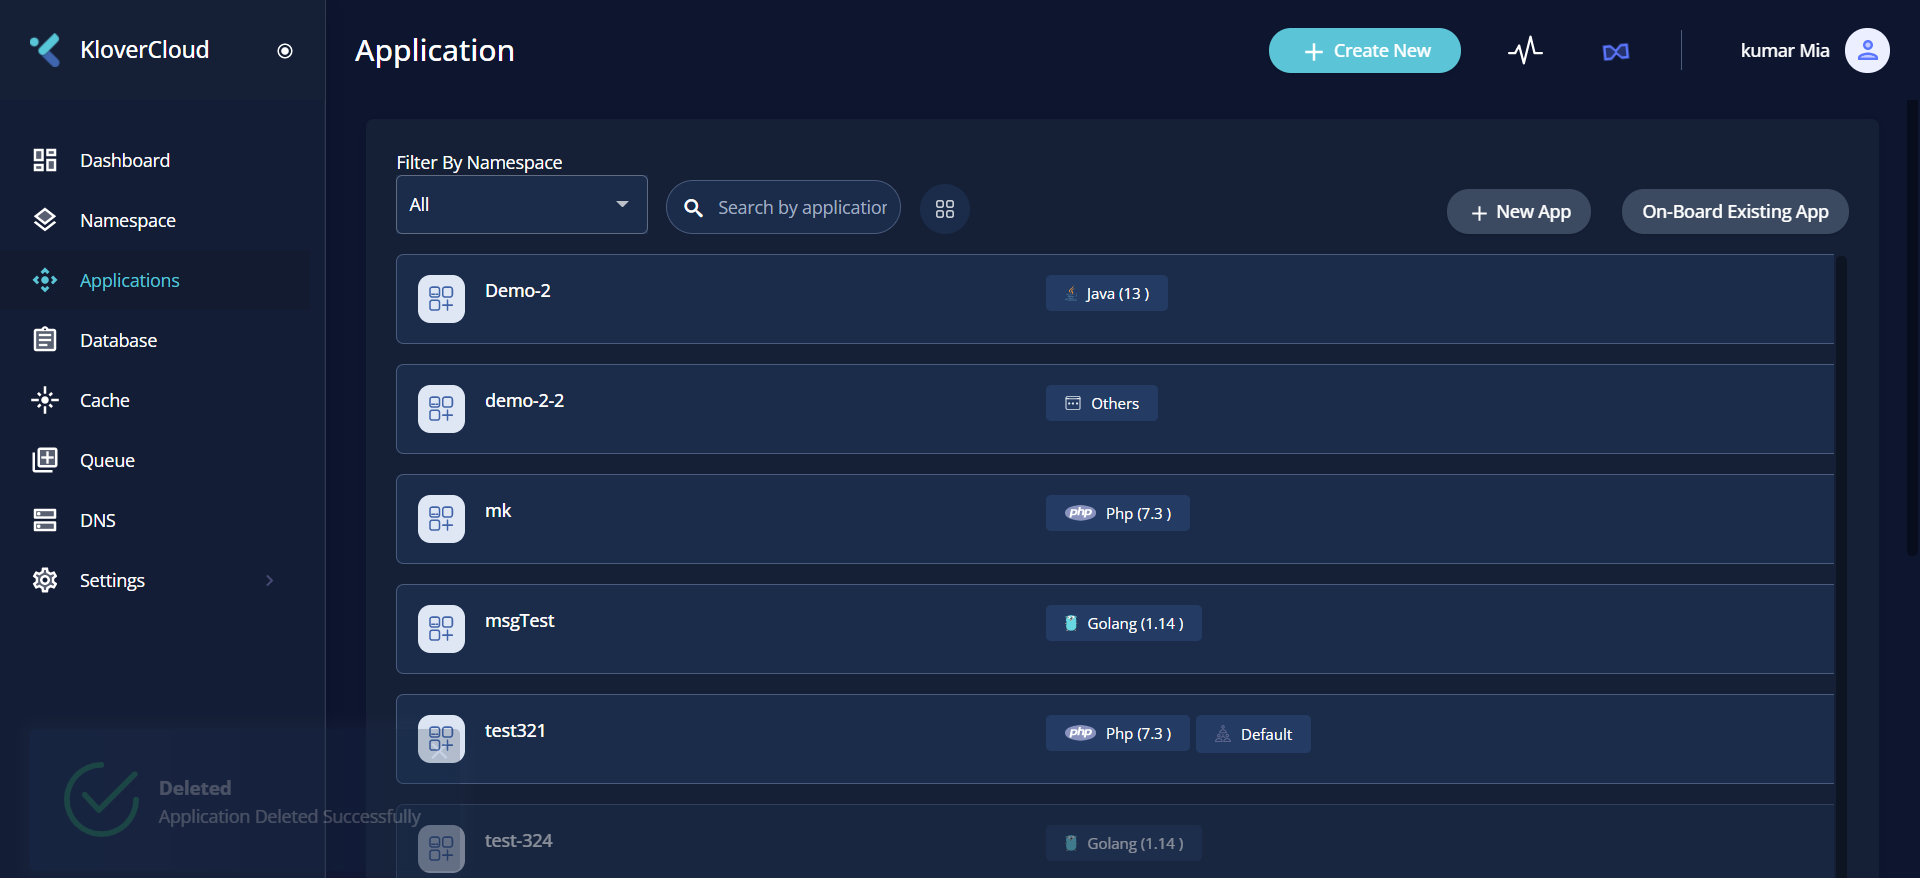 KloverCloud
Application
Create New
kumar Mia
Dashboard
Namespace
Applications
Database
Cache
Queue
DNS
Settings
Filter By Namespace
All
Search by application
New App
On-Board Existing App
Demo-2
Java (13 )
demo-2-2
Others
mk
php
Php (7.3 )
msgTest
Golang (1.14 )
test321
php
Php (7.3 )
Default
test-324
Golang (1.14 )
Deleted
Application Deleted Successfully